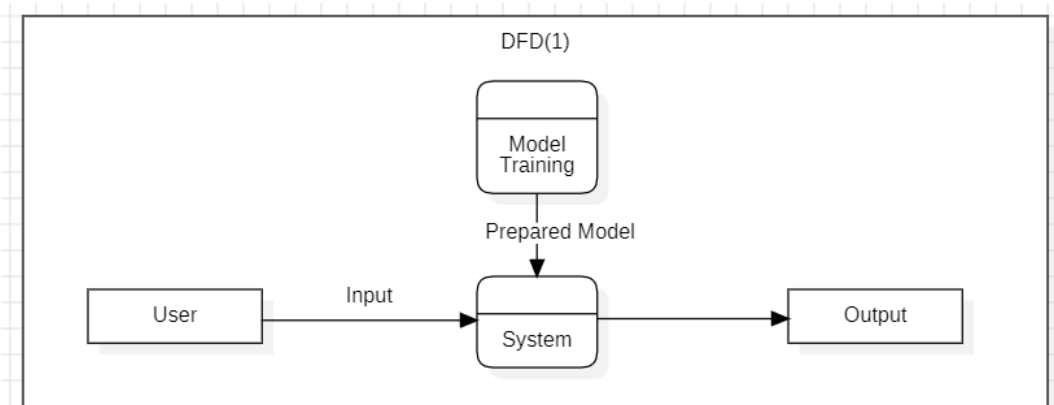 DFD(1)
Model
Training
Prepared Model
Input
User
System
Output